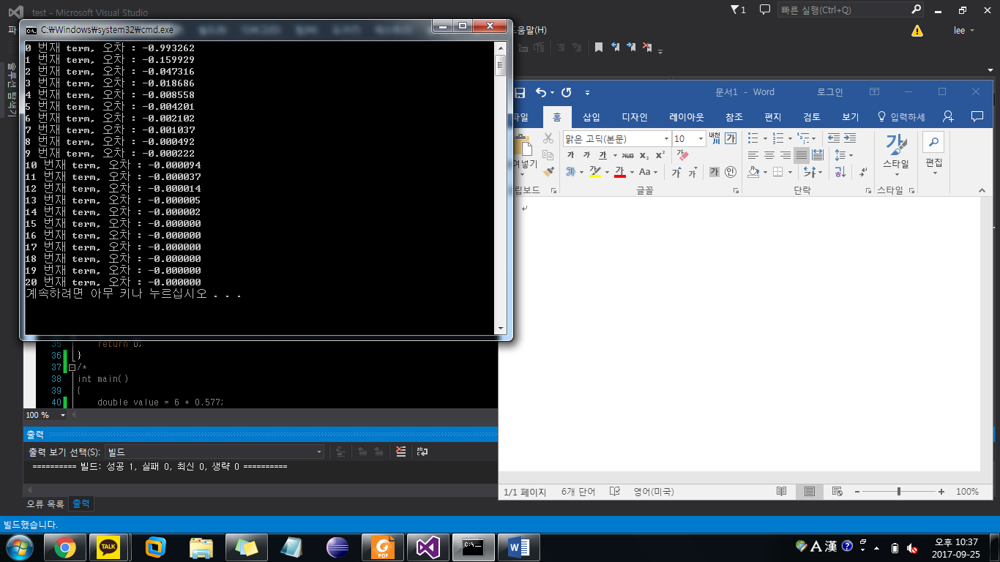 test - Microsoft Visual Studio
1
빠른 실행(Ctrl+Q)
도움말(H)
lee
C:\Windows\system32\cmd.exe
0 번재 term, 오차 : -0.993262
1 번재 term, 오차 : -0.159929
2 번재 term, 오차 : -0.047316
3 번재 term, 오차 : -0.018686
4 번재 term, 오차 : -0.008558
5 번재 term, 오차 : -0.004201
6 번재 term, 오차 : -0.002102
7 번재 term, 오차 : -0.001037
8 번재 term, 오차 : -0.000492
9 번재 term, 오차 : -0.000222
10 번재 term, 오차 : -0.000094
11 번재 term, 오차 : -0.000037
12 번재 term, 오차 : -0.000014
13 번재 term, 오차 : -0.000005
14 번재 term, 오차 : -0.000002
15 번재 term, 오차 : -0.000000
16 번재 term, 오차 : -0.000000
17 번재 term, 오차 : -0.000000
18 번재 term, 오차 : -0.000000
19 번재 term, 오차 : -0.000000
20 번재 term, 오차 : -0.000000
계속하려면 아무 키나 누르십시오 . . .
솔루션 탐색기
문서1 - Word
로그인
파일 홈 삽입 디자인 레이아웃 참조 편지 검토 보기 입력하세
맑은 고딕(본문) 10
여넣기
스타일
편집
립보드 글꼴 단락 스타일
35 return 0;
36 }
37 /*
38 int main()
39 {
40 double value = 6 * 0.577;
100 %
출력
출력 보기 선택(S): 빌드
========== 빌드: 성공 1, 실패 0, 최신 0, 생략 0 ==========
오류 목록 출력
1/1 페이지 6개 단어 영어(미국) 100%
빌드했습니다.
TALK
PDF
A 漢
오후 10:37
2017-09-25